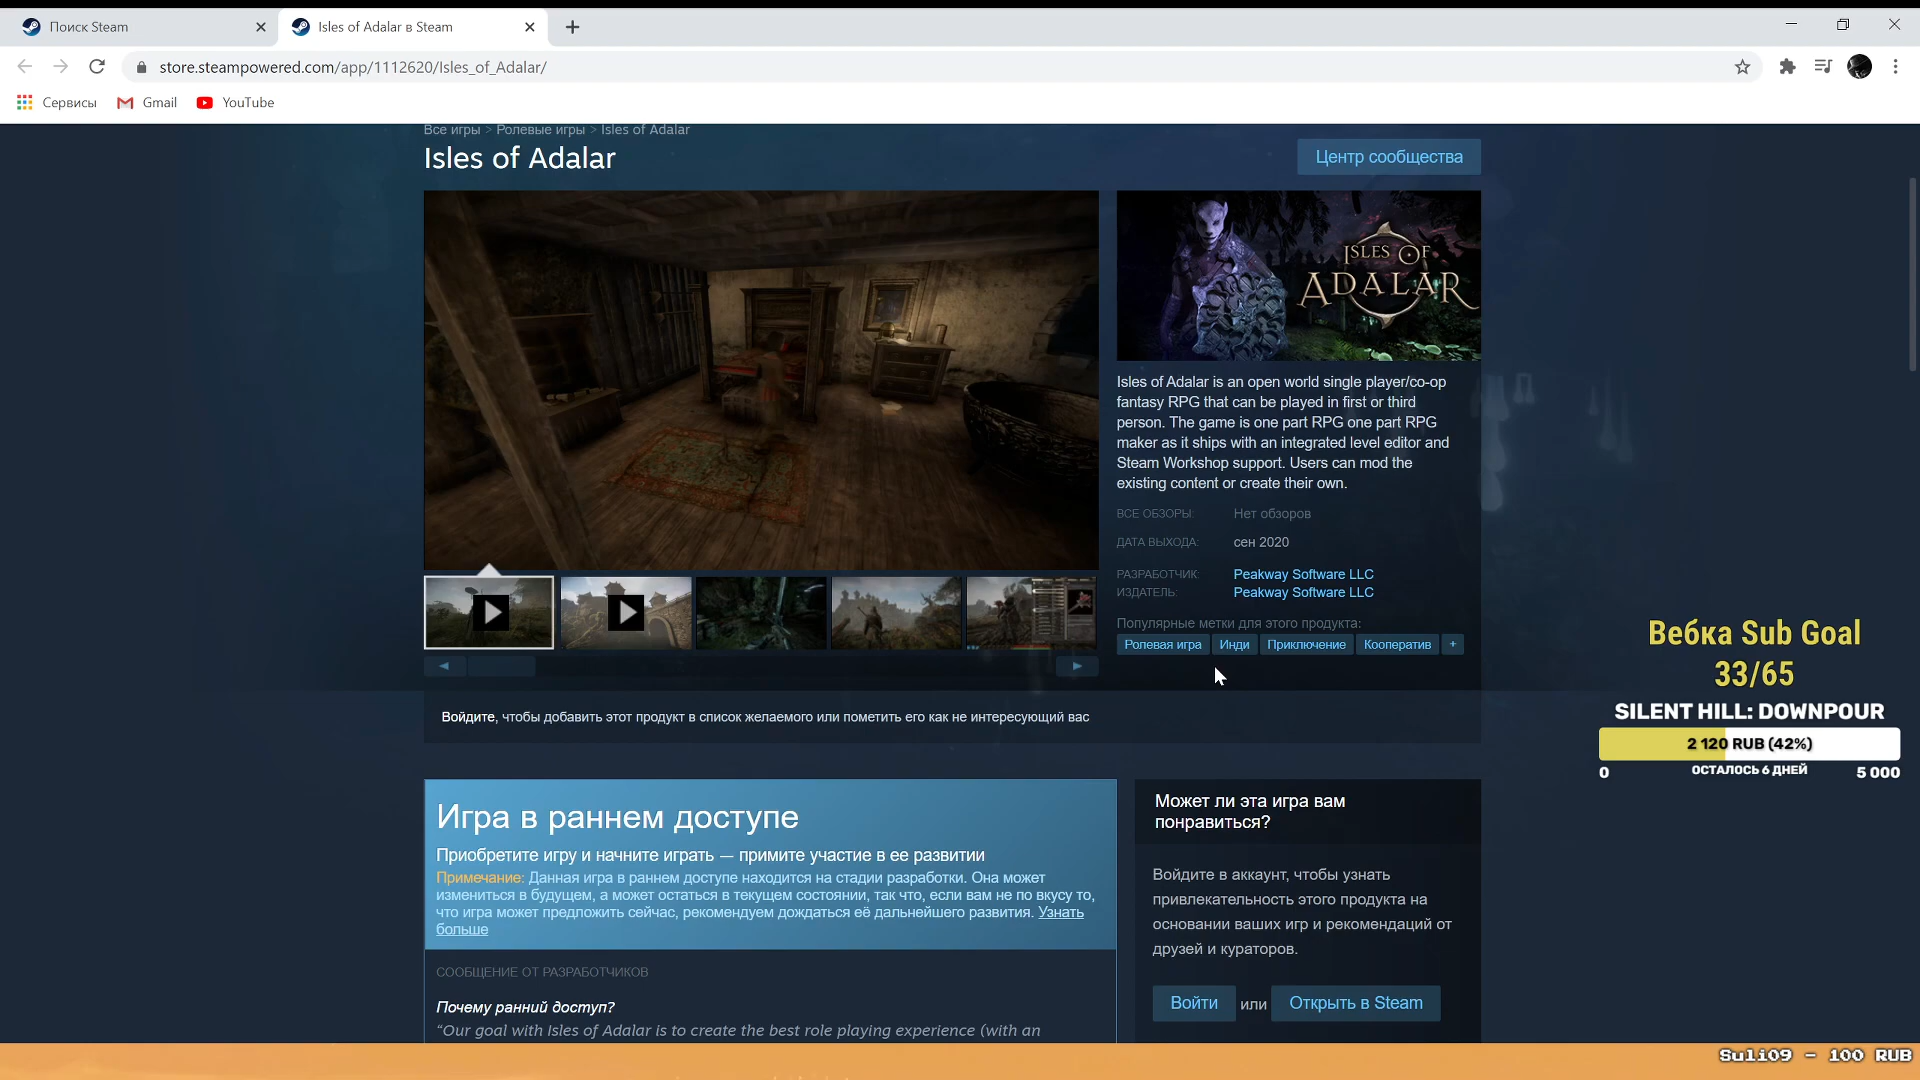 Поиск Steam
Isles of Adalar в Steam
store.steampowered.com/app/1112620/Isles_of_Adalar/
Сервисы
Gmail
YouTube
Все игры > Ролевые игры > Isles of Adalar
Isles of Adalar
Центр сообщества
ISLES OF
ADALAR
Isles of Adalar is an open world single player/co-op
fantasy RPG that can be played in first or third
person. The game is one part RPG one part RPG
maker as it ships with an integrated level editor and
Steam Workshop support. Users can mod the
existing content or create their own.
ВСЕ ОБЗОРЫ: Нет обзоров
ДАТА ВЫХОДА: сен 2020
РАЗРАБОТЧИК: Peakway Software LLC
ИЗДАТЕЛЬ: Peakway Software LLC
Популярные метки для этого продукта:
Ролевая игра Инди Приключение Кооператив +
Войдите, чтобы добавить этот продукт в список желаемого или пометить его как не интересующий вас
Вебка Sub Goal
33/65
SILENT HILL: DOWNPOUR
2 120 RUB (42%)
0 ОСТАЛОСЬ 6 ДНЕЙ 5 000
Игра в раннем доступе
Приобретите игру и начните играть — примите участие в ее развитии
Примечание: Данная игра в раннем доступе находится на стадии разработки. Она может
измениться в будущем, а может остаться в текущем состоянии, так что, если вам не по вкусу то,
что игра может предложить сейчас, рекомендуем дождаться её дальнейшего развития. Узнать
больше
СООБЩЕНИЕ ОТ РАЗРАБОТЧИКОВ
Почему ранний доступ?
“Our goal with Isles of Adalar is to create the best role playing experience (with an
Может ли эта игра вам
понравиться?
Войдите в аккаунт, чтобы узнать
привлекательность этого продукта на
основании ваших игр и рекомендаций от
друзей и кураторов.
Войти или Открыть в Steam
Suli09 - 100 RUB